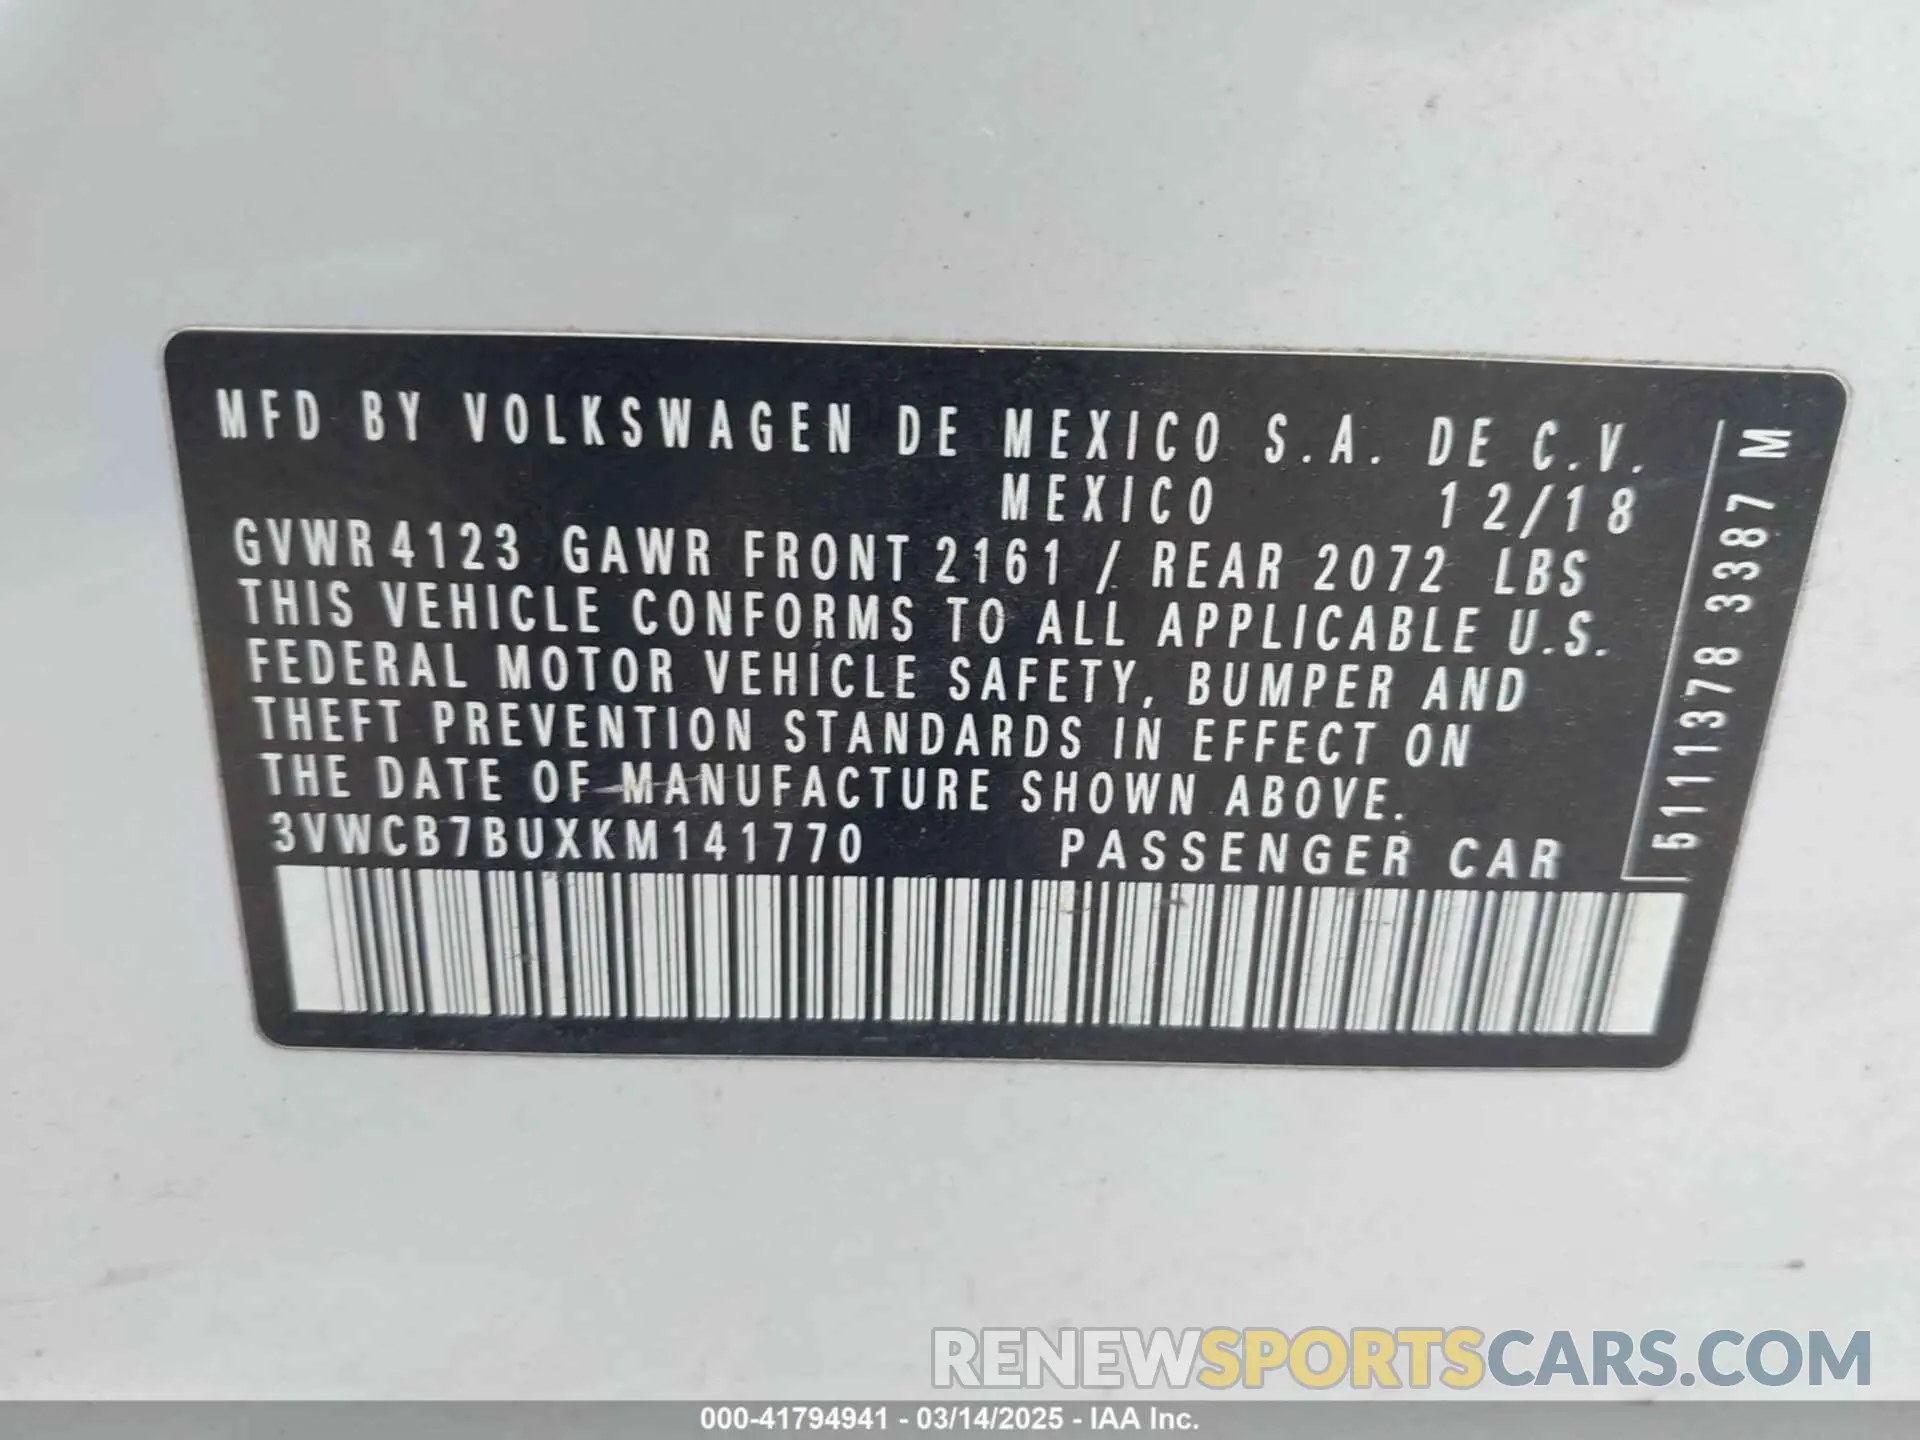 MFD BY VOLKSWAGEN DE MEXICO S.A. DE C.V.
MEXICO 12/18
GVWR 4123 GAWR FRONT 2161 / REAR 2072 LBS
THIS VEHICLE CONFORMS TO ALL APPLICABLE U.S.
FEDERAL MOTOR VEHICLE SAFETY, BUMPER AND
THEFT PREVENTION STANDARDS IN EFFECT ON
THE DATE OF MANUFACTURE SHOWN ABOVE.
3VWCB7BUXKM141770 PASSENGER CAR
5111378 3387 M
RENEWSPORTSCARS.COM
000-41794941 - 03/14/2025 - IAA Inc.